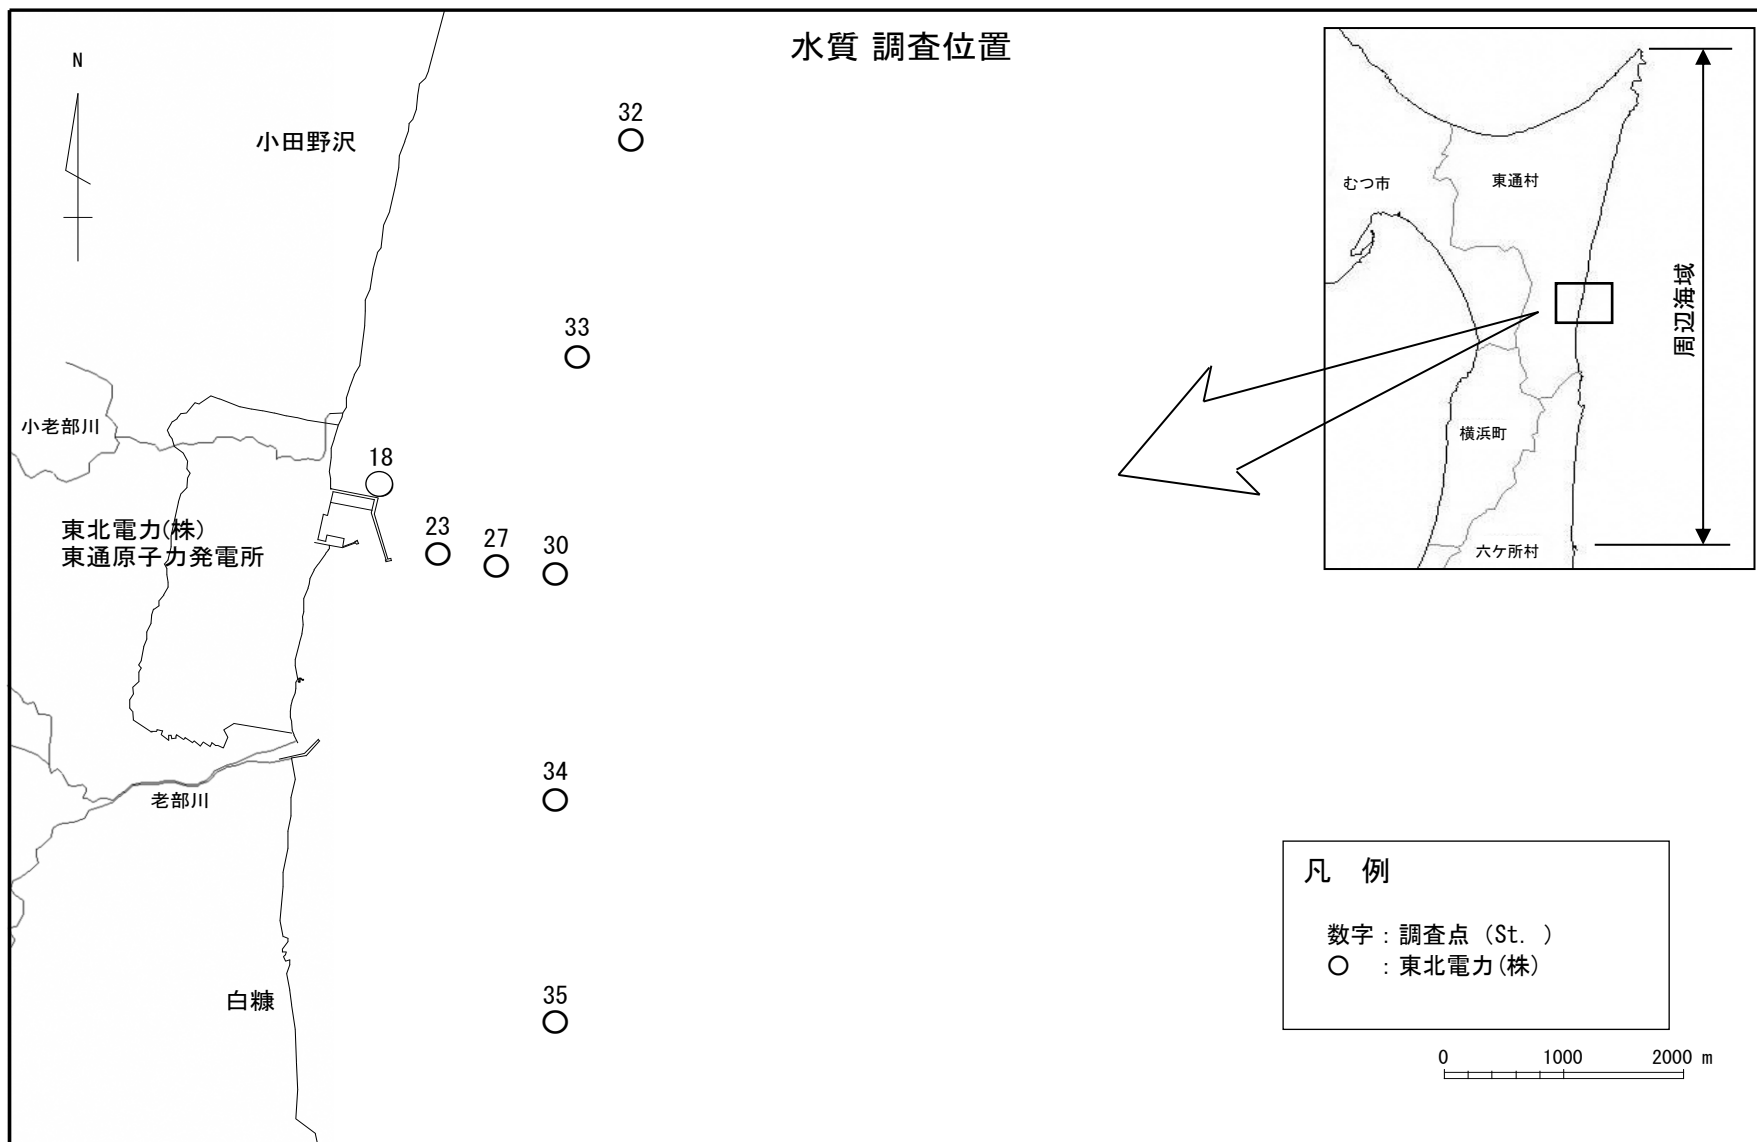 水質 調査位置
N
小田野沢
32
33
小老部川
18
東北電力(株)
東通原子力発電所
23
27
30
34
老部川
35
白糠
むつ市
東通村
周辺海域
横浜町
六ケ所村
凡 例
数字：調査点（St. ）
○ ：東北電力(株)
0 1000 2000 m